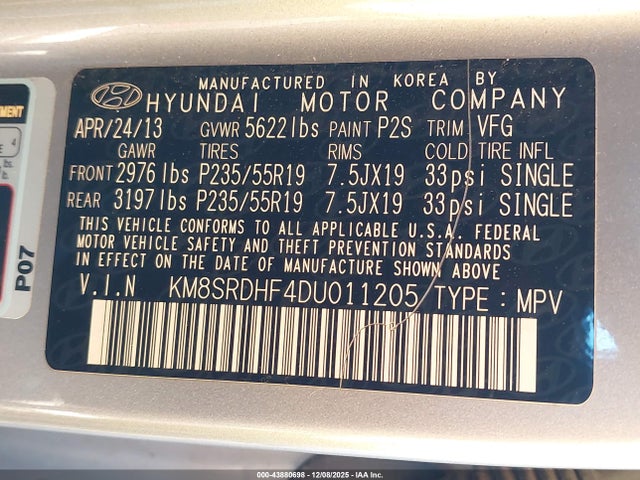 MANUFACTURED IN KOREA BY
HYUNDAI MOTOR COMPANY
APR/24/13 GVWR 5622lbs PAINT P2S TRIM VFG
GAWR TIRES RIMS COLD TIRE INFL
FRONT 2976lbs P235/55R19 7.5JX19 33psi SINGLE
REAR 3197lbs P235/55R19 7.5JX19 33psi SINGLE
THIS VEHICLE CONFORMS TO ALL APPLICABLE U.S.A. FEDERAL
MOTOR VEHICLE SAFETY AND THEFT PREVENTION STANDARDS
IN EFFECT ON THE DATE OF MANUFACTURE SHOWN ABOVE
V.I.N KM8SRDHF4DU011205 TYPE : MPV
4
lbs.
P07
000-43880698 - 12/08/2025 - IAA Inc.